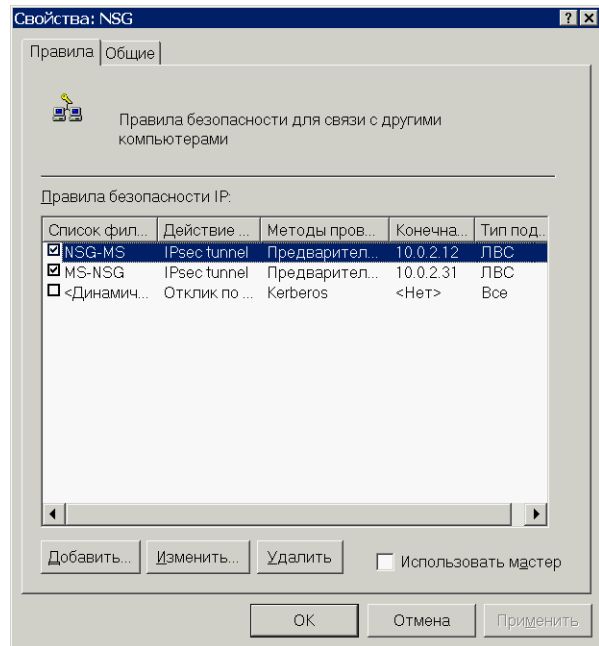 Свойства: NSG
Правила Общие
Правила безопасности для связи с другими
компьютерами
Правила безопасности IP:
Список фил... Действие ... Методы пров... Конечна... Тип под..
NSG-MS IPsec tunnel Предварител... 10.0.2.12 ЛВС
MS-NSG IPsec tunnel Предварител... 10.0.2.31 ЛВС
<Динамич... Отклик по ... Kerberos <Нет> Все
Добавить... Изменить... Удалить Использовать мастер
OK Отмена Применить